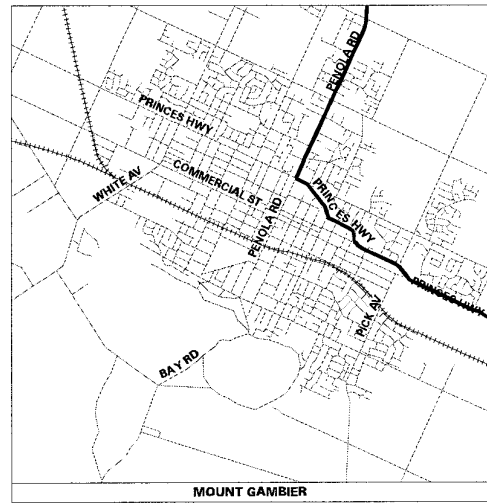 PENOLA RD
PRINCES HWY
COMMERCIAL ST
WHITE AV
PRINCES HWY
PENOLA RD
PRINCES HWY
PICK AV
BAY RD
MOUNT GAMBIER